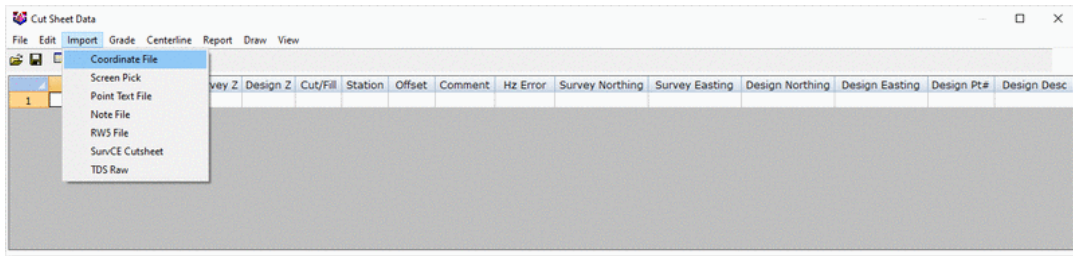 Cut Sheet Data
File Edit Import Grade Centerline Report Draw View
Coordinate File
Screen Pick
vey Z Design Z Cut/Fill Station Offset Comment Hz Error Survey Northing Survey Easting Design Northing Design Easting Design Pt# Design Desc
Point Text File
1
Note File
RW5 File
SurvCE Cutsheet
TDS Raw